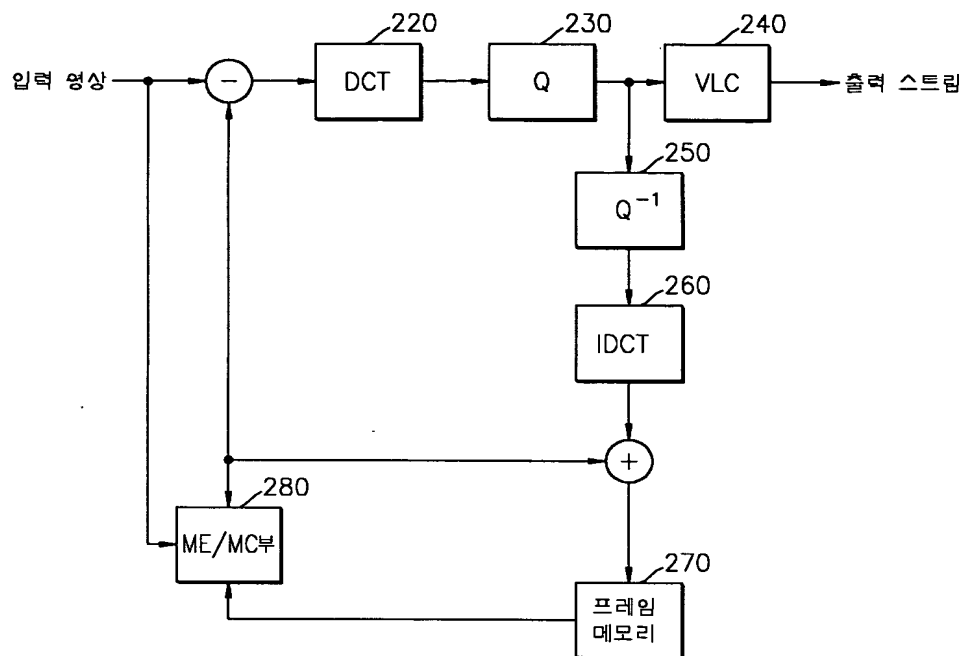 220
230
240
입력 영상
−
DCT
Q
VLC
출력 스트림
250
Q⁻¹
260
IDCT
+
280
ME/MC부
270
프레임
메모리